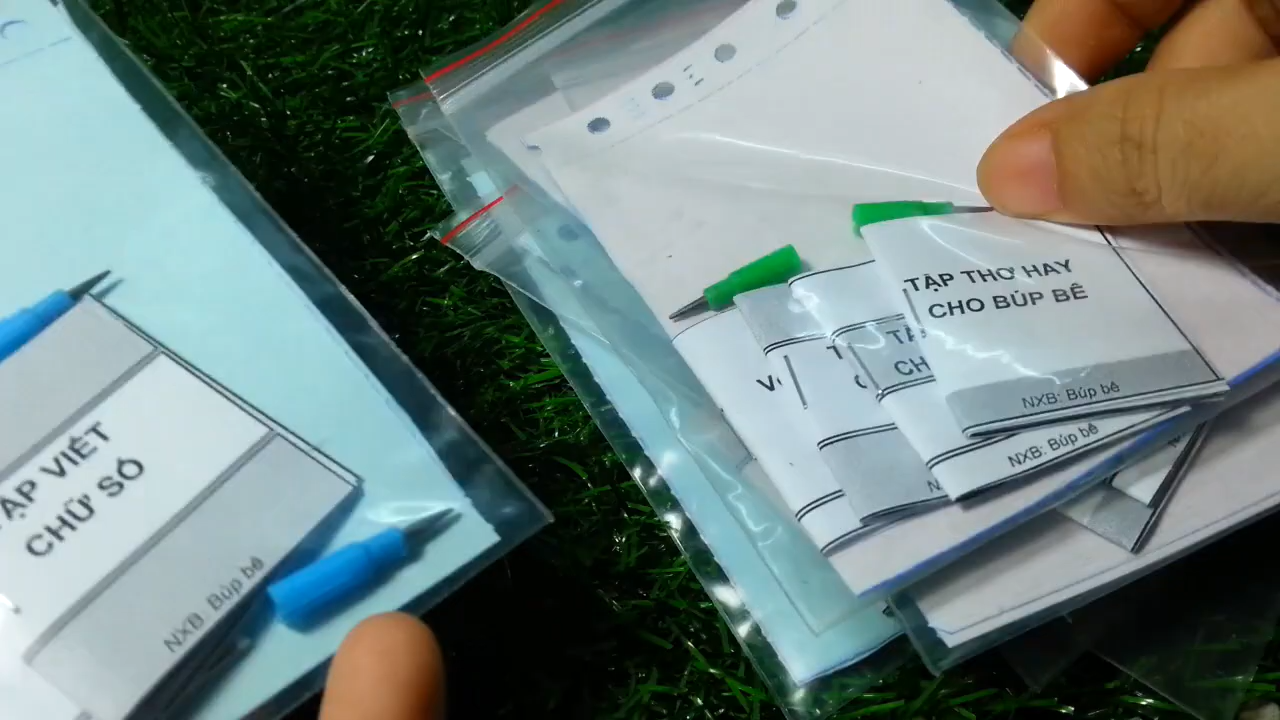 TẬP VIẾT
CHỮ SỐ
NXB: Búp bê
TẬP THƠ HAY
CHO BÚP BÊ
NXB: Búp bê
NXB: Búp bê